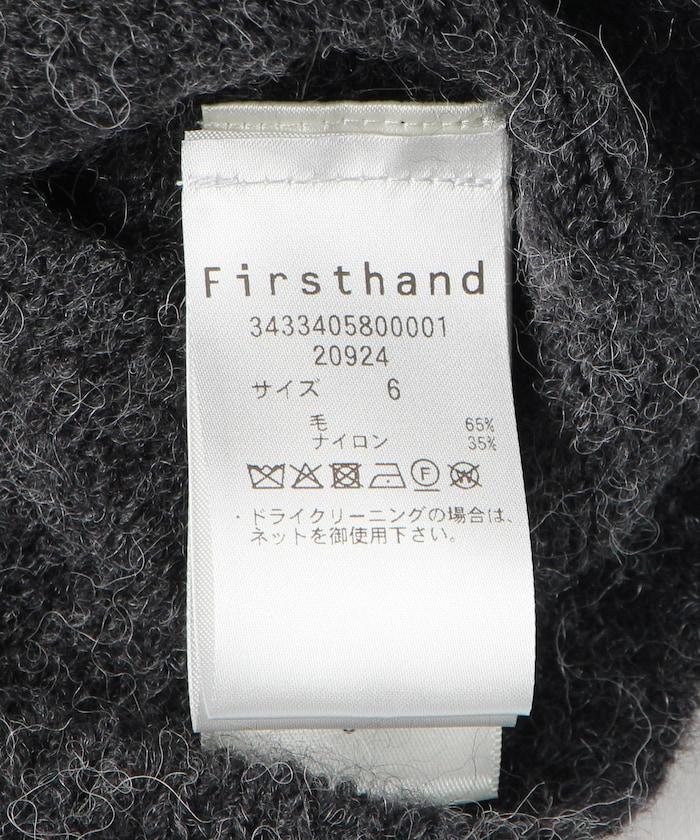 Firsthand
3433405800001
20924
サイズ 6
毛 65%
ナイロン 35%
F W
・ドライクリーニングの場合は、
ネットを御使用下さい。